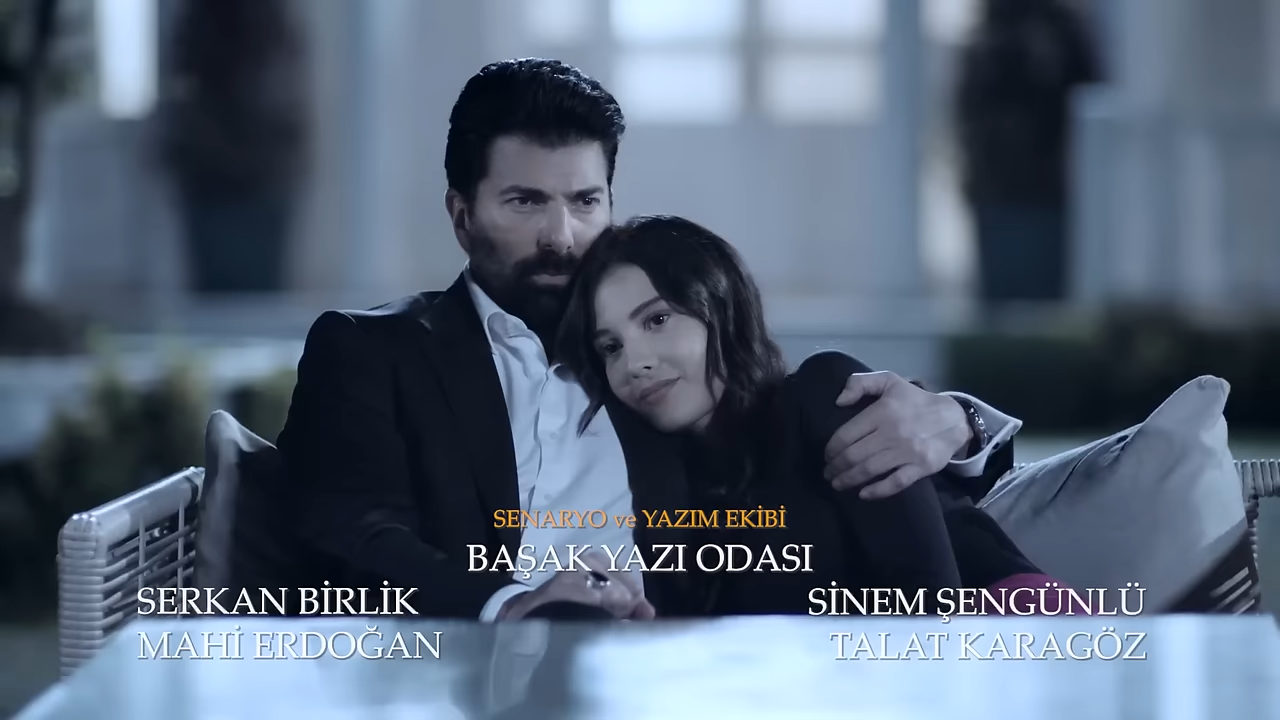 SENARYO ve YAZIM EKİBİ
BAŞAK YAZI ODASI
SERKAN BİRLİK
SİNEM ŞENGÜNLÜ
MAHİ ERDOĞAN
TALAT KARAGÖZ